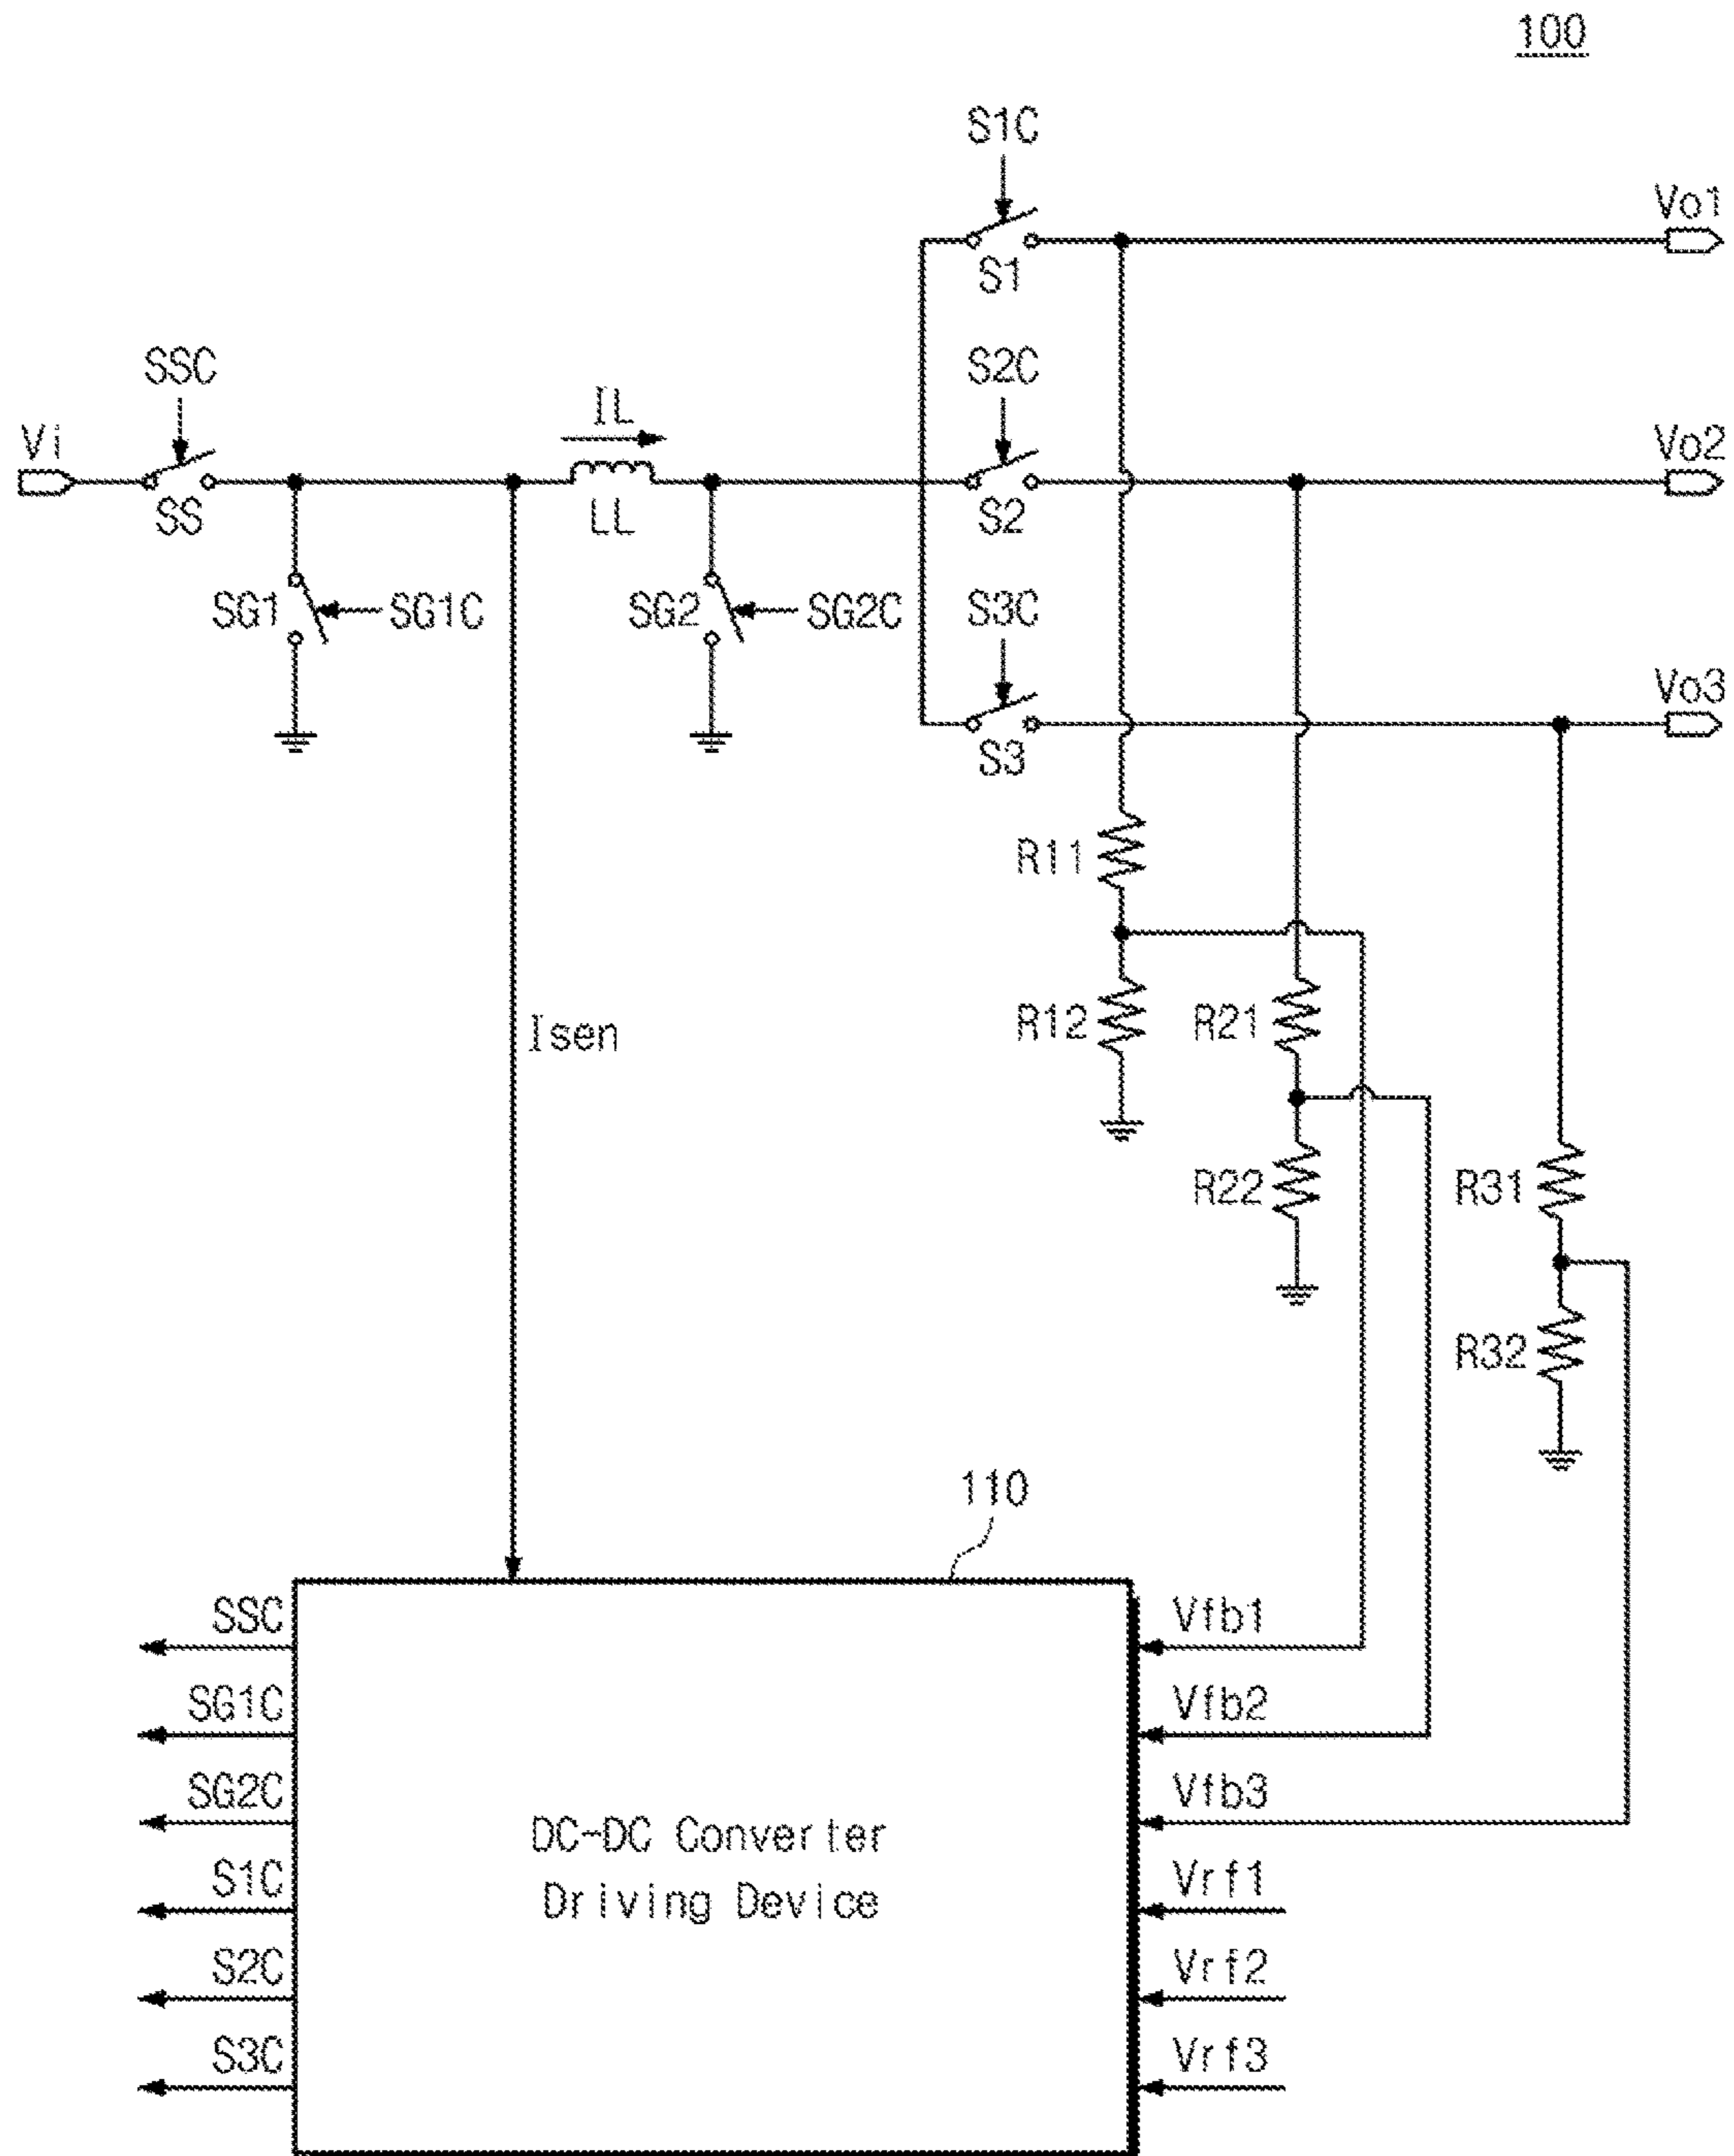 100
S1C
Vo1
S1
SSC
IL
S2C
Vi
Vo2
SS
LL
S2
SG1
SG1C
SG2
SG2C
S3C
Vo3
S3
R11
R12
R21
Isen
R22
R31
R32
110
SSC
Vfb1
SG1C
Vfb2
SG2C
Vfb3
DC-DC Converter
Driving Device
S1C
Vrf1
S2C
Vrf2
S3C
Vrf3